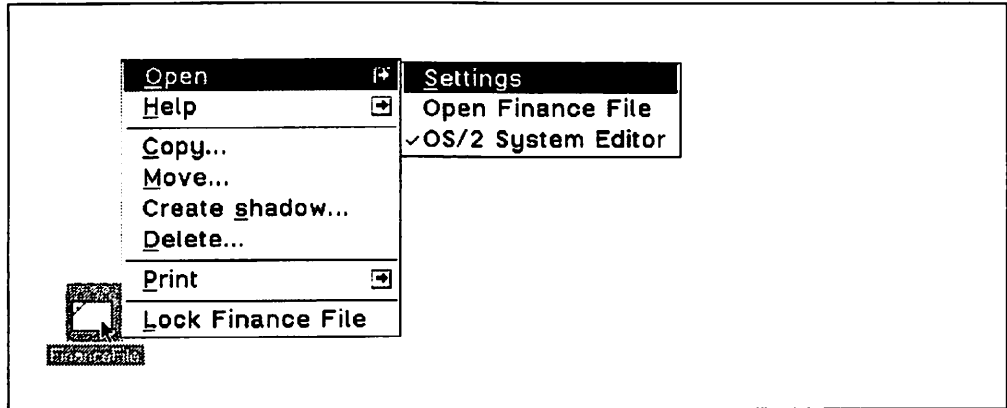 Open
Help
Copy...
Move...
Create shadow...
Delete...
Print
Lock Finance File
Settings
Open Finance File
✓OS/2 System Editor